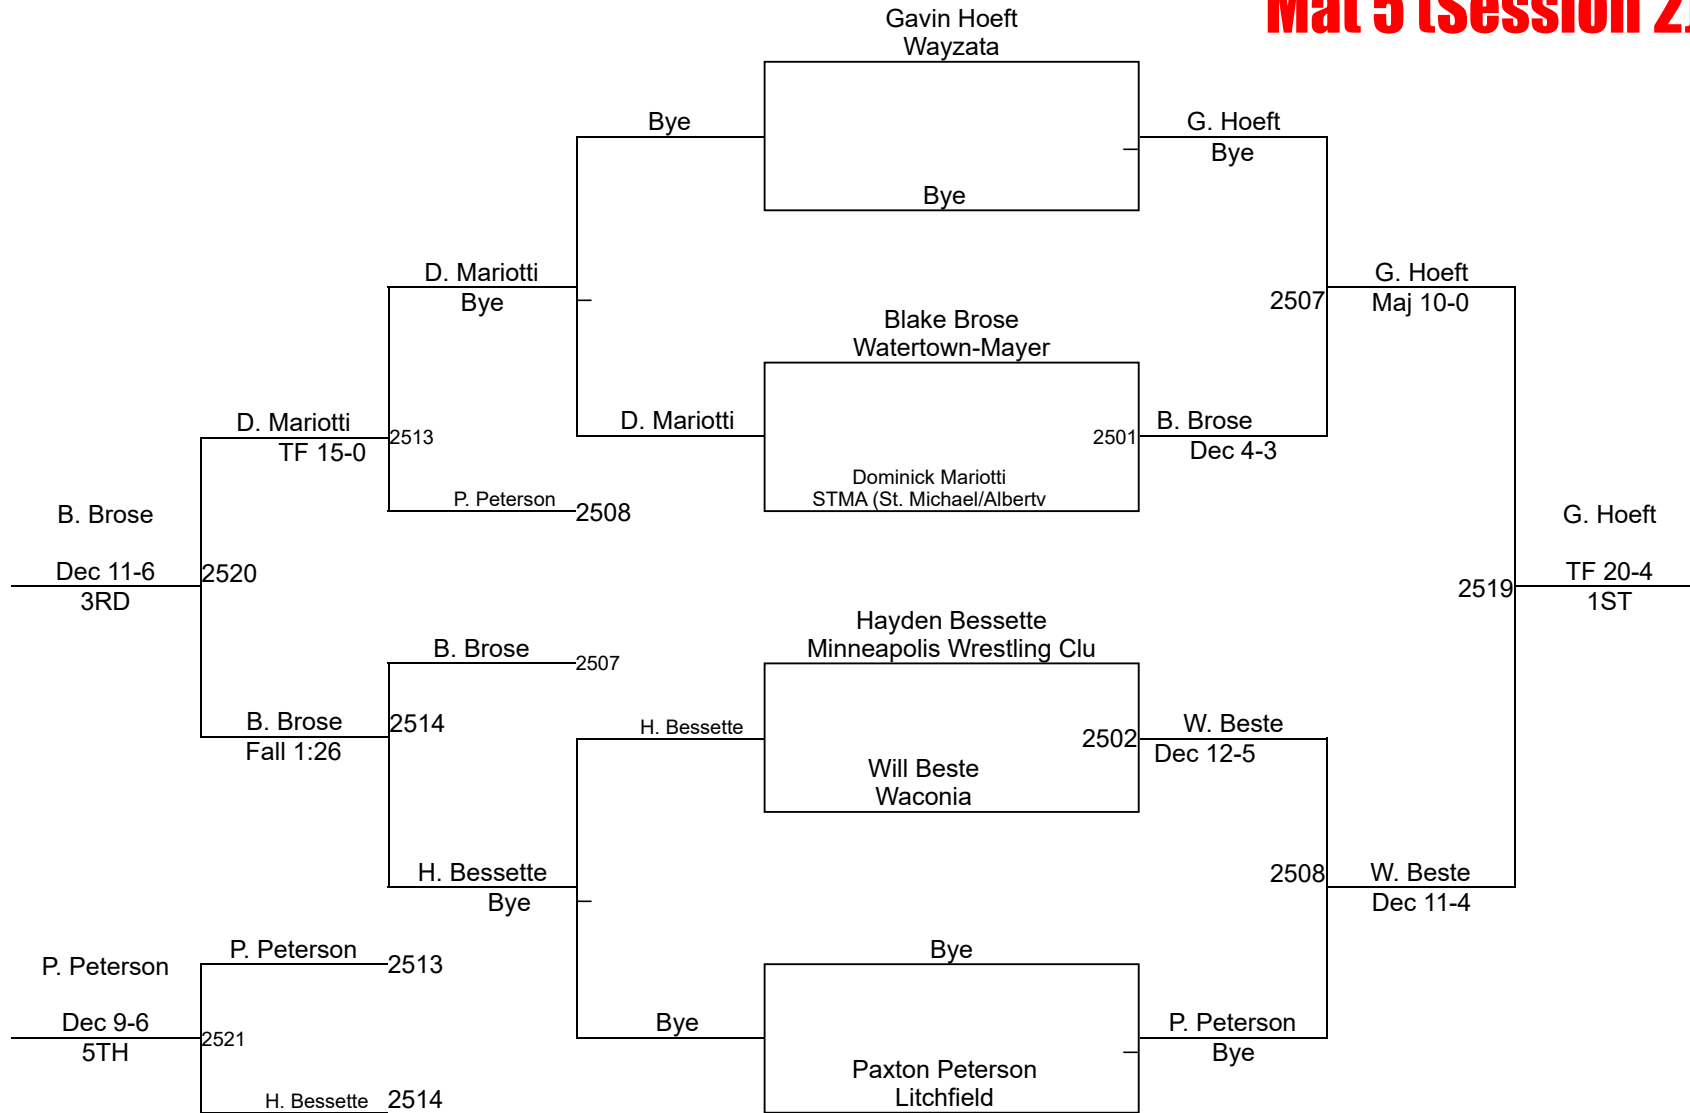 Mat 5 (Session 2)
Gavin Hoeft
Wayzata
Bye
G. Hoeft
Bye
Bye
D. Mariotti
Bye
2507
G. Hoeft
Maj 10-0
Blake Brose
Watertown-Mayer
D. Mariotti
TF 15-0
2513
D. Mariotti
2501
B. Brose
Dec 4-3
Dominick Mariotti
STMA (St. Michael/Albertv
P. Peterson
2508
B. Brose
Dec 11-6
3RD
2520
G. Hoeft
2519
TF 20-4
1ST
Hayden Bessette
Minneapolis Wrestling Clu
B. Brose
2507
B. Brose
Fall 1:26
2514
H. Bessette
2502
W. Beste
Dec 12-5
Will Beste
Waconia
H. Bessette
Bye
2508
W. Beste
Dec 11-4
P. Peterson
2513
Bye
P. Peterson
Dec 9-6
5TH
2521
Bye
P. Peterson
Bye
Paxton Peterson
Litchfield
H. Bessette
2514